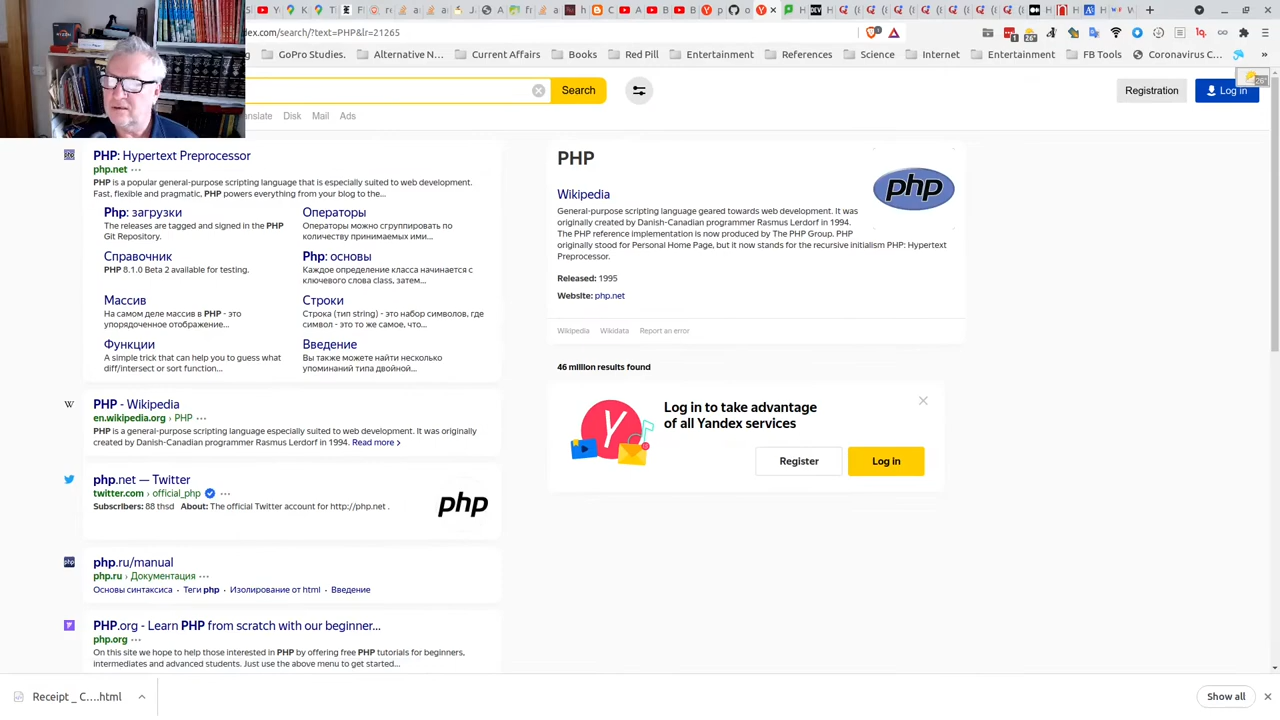 dex.com/search/?text=PHP&lr=21265
GoPro Studies.
Alternative N...
Current Affairs
Books
Red Pill
Entertainment
References
Science
Internet
Entertainment
FB Tools
Coronavirus C...
Search
Registration
Log in
26°
anslate Disk Mail Ads
PHP: Hypertext Preprocessor
php.net ···
PHP is a popular general-purpose scripting language that is especially suited to web development.
Fast, flexible and pragmatic, PHP powers everything from your blog to the...
Php: загрузки
The releases are tagged and signed in the PHP
Git Repository.
Операторы
Операторы можно сгруппировать по
количеству принимаемых ими...
Справочник
PHP 8.1.0 Beta 2 available for testing.
Php: основы
Каждое определение класса начинается с
ключевого слова class, затем...
Массив
На самом деле массив в PHP - это
упорядоченное отображение...
Строки
Строка (тип string) - это набор символов, где
символ - это то же самое, что...
Функции
A simple trick that can help you to guess what
diff/intersect or sort function...
Введение
Вы также можете найти несколько
упоминаний типа двойной...
W
PHP - Wikipedia
en.wikipedia.org › PHP ···
PHP is a general-purpose scripting language especially suited to web development. It was originally
created by Danish-Canadian programmer Rasmus Lerdorf in 1994. Read more ›
php.net — Twitter
twitter.com › official_php ···
Subscribers: 88 thsd About: The official Twitter account for http://php.net .
php
php
php.ru/manual
php.ru › Документация ···
Основы синтаксиса · Теги php · Изолирование от html · Введение
PHP.org - Learn PHP from scratch with our beginner...
php.org ···
On this site we hope to help those interested in PHP by offering free PHP tutorials for beginners,
intermediates and advanced students. Just use the above menu to get started...
PHP
php
Wikipedia
General-purpose scripting language geared towards web development. It was
originally created by Danish-Canadian programmer Rasmus Lerdorf in 1994.
The PHP reference implementation is now produced by The PHP Group. PHP
originally stood for Personal Home Page, but it now stands for the recursive initialism PHP: Hypertext
Preprocessor.
Released: 1995
Website: php.net
Wikipedia Wikidata Report an error
46 million results found
Y
Log in to take advantage
of all Yandex services
Register
Log in
Receipt _ C....html
Show all